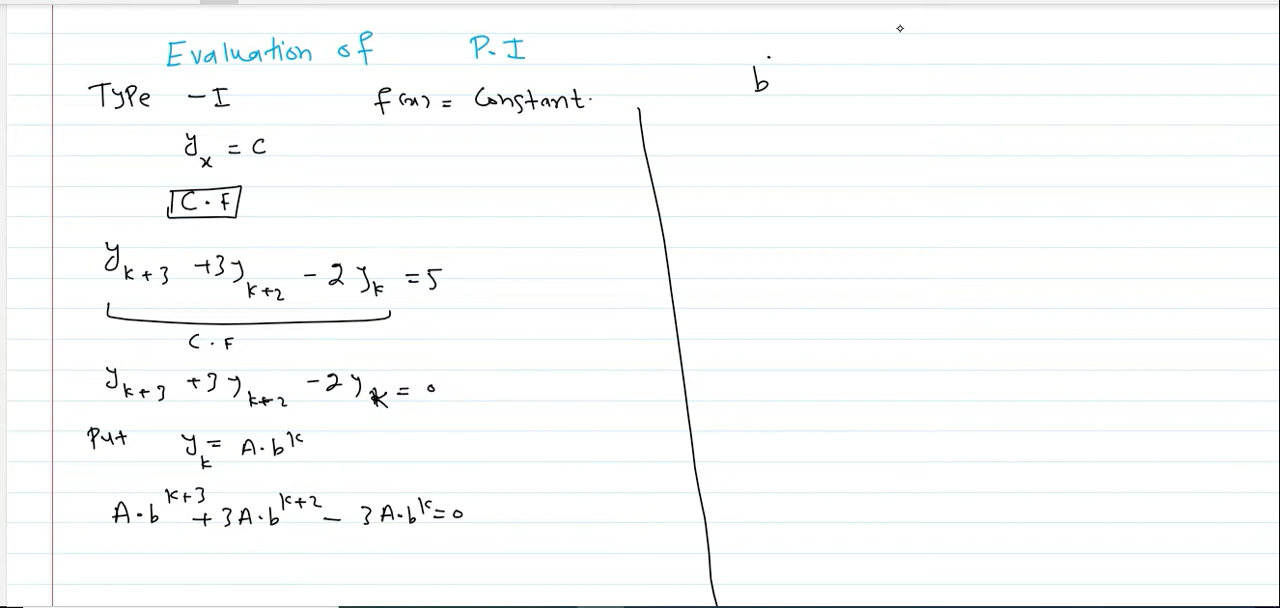 Evaluation of P.I
Type - I f(x) = Constant.
y_x = C
C.F
y_{k+3} + 3y_{k+2} - 2y_k = 5
C.F
y_{k+3} + 3y_{k+2} - 2y_k = 0
Put y_k = A.b^k
A.b^{k+3} + 3A.b^{k+2} - 3A.b^k = 0
b